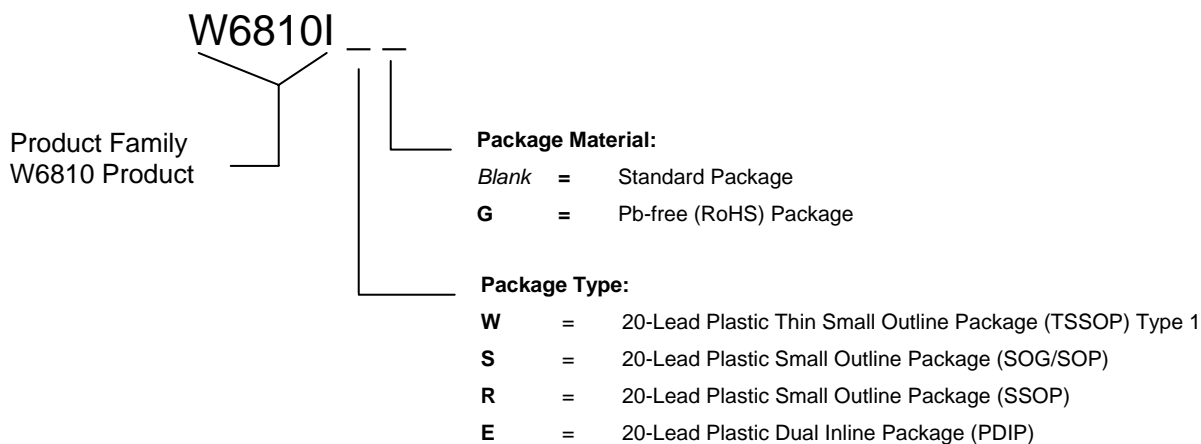 W6810I _ _
Product Family
W6810 Product
Package Material:
Blank = Standard Package
G = Pb-free (RoHS) Package
Package Type:
W = 20-Lead Plastic Thin Small Outline Package (TSSOP) Type 1
S = 20-Lead Plastic Small Outline Package (SOG/SOP)
R = 20-Lead Plastic Small Outline Package (SSOP)
E = 20-Lead Plastic Dual Inline Package (PDIP)